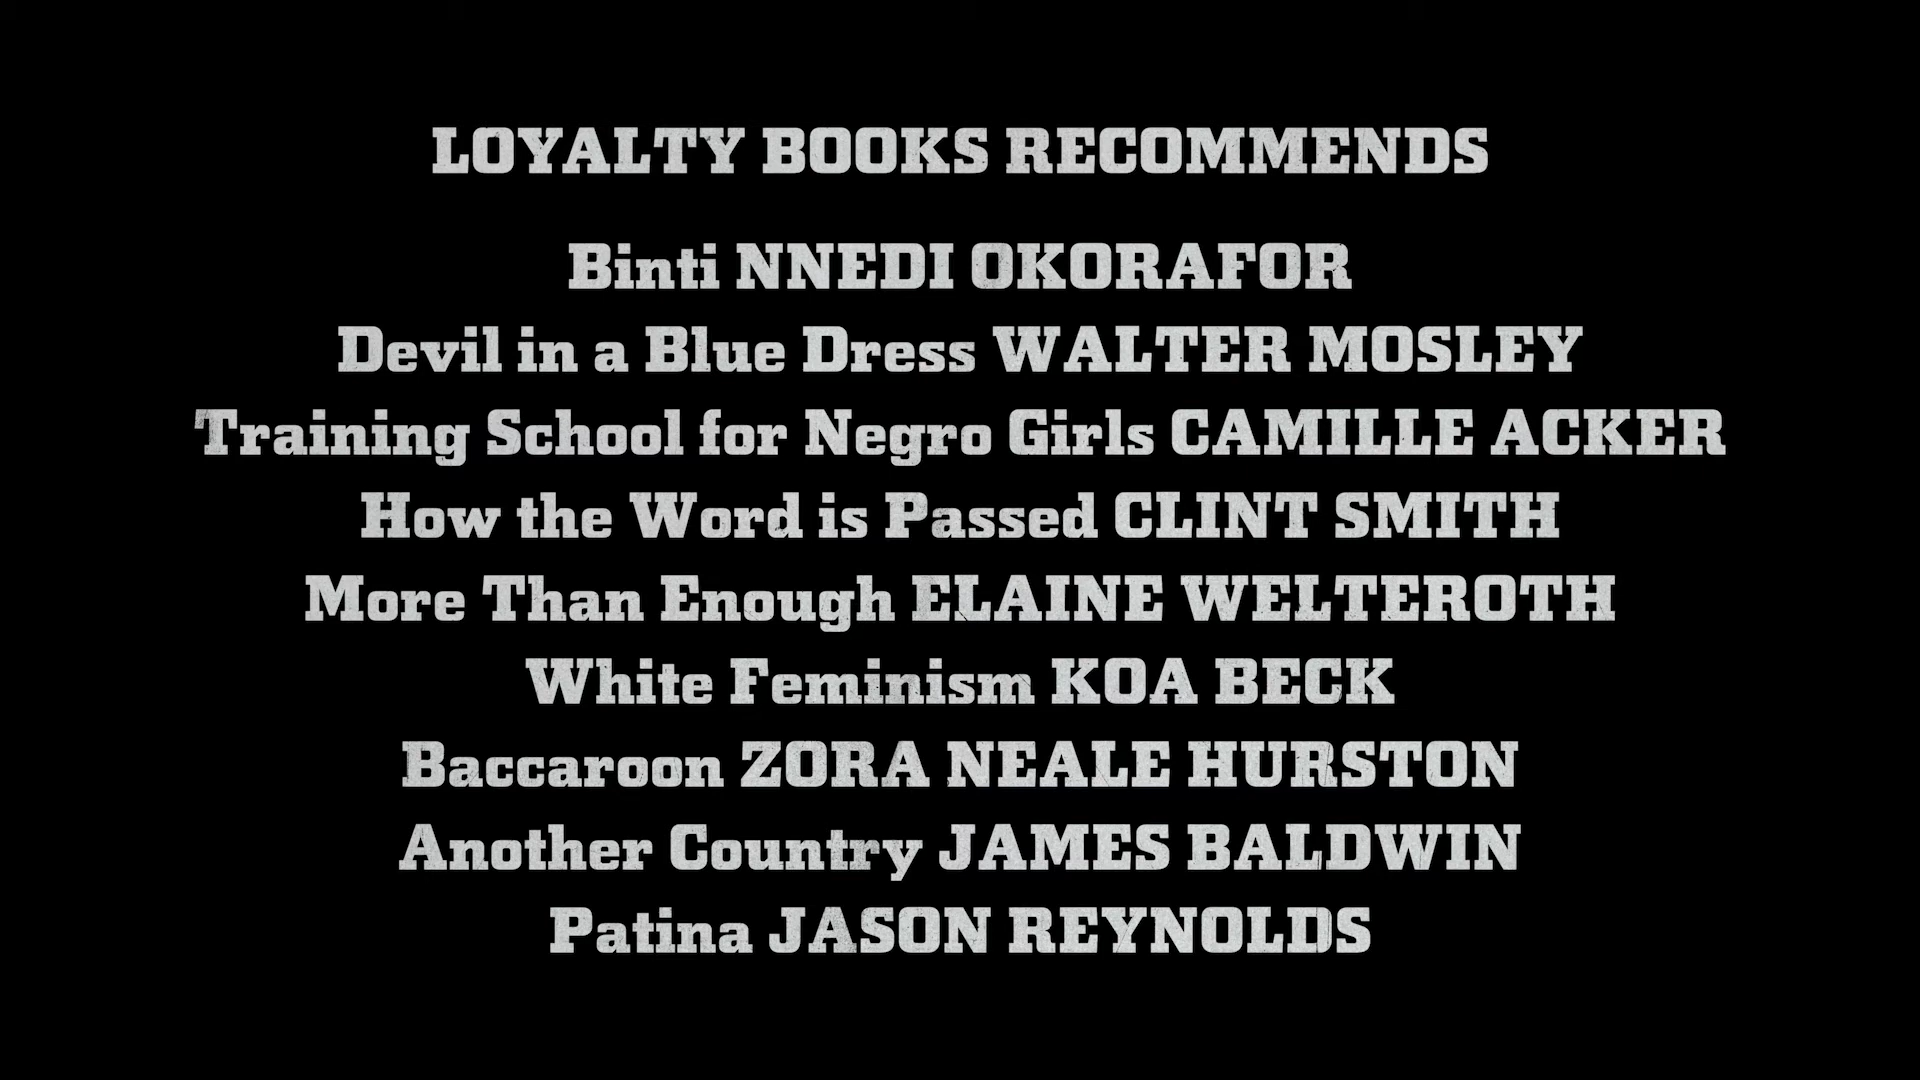 LOYALTY BOOKS RECOMMENDS
Binti NNEDI OKORAFOR
Devil in a Blue Dress WALTER MOSLEY
Training School for Negro Girls CAMILLE ACKER
How the Word is Passed CLINT SMITH
More Than Enough ELAINE WELTEROTH
White Feminism KOA BECK
Baccaroon ZORA NEALE HURSTON
Another Country JAMES BALDWIN
Patina JASON REYNOLDS